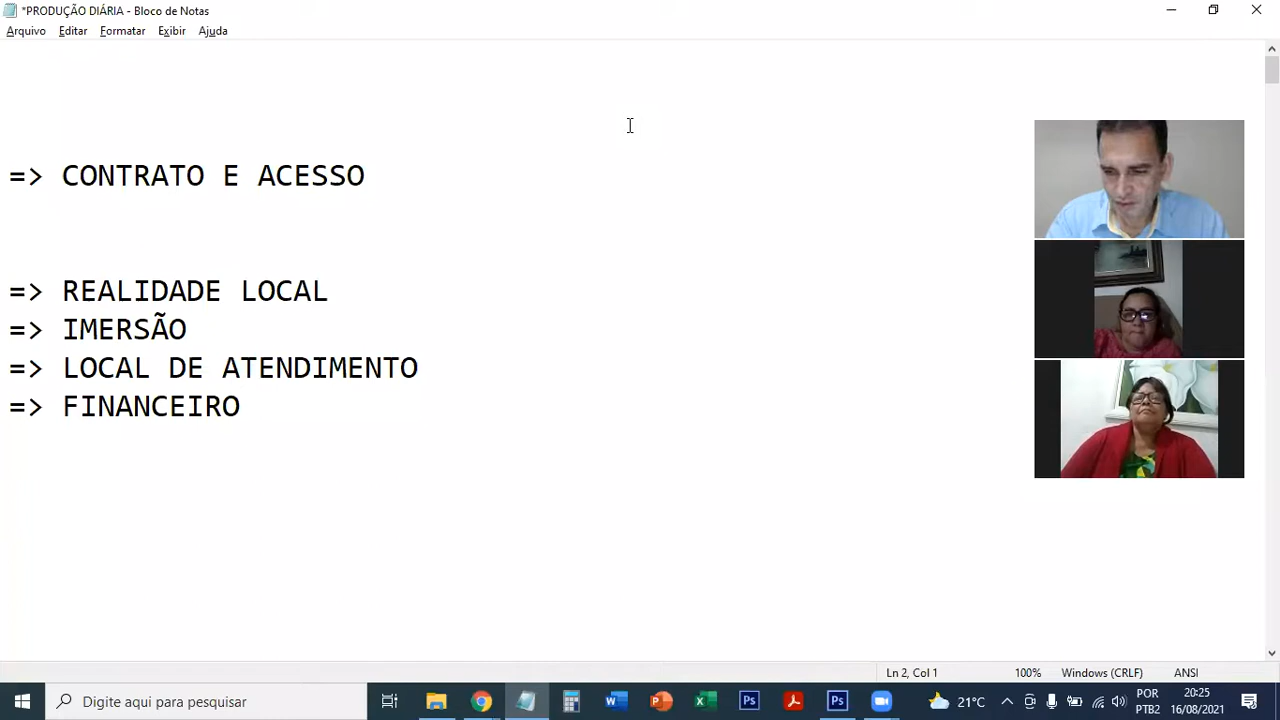 *PRODUÇÃO DIÁRIA - Bloco de Notas
Arquivo Editar Formatar Exibir Ajuda
=> CONTRATO E ACESSO
=> REALIDADE LOCAL
=> IMERSÃO
=> LOCAL DE ATENDIMENTO
=> FINANCEIRO
Ln 2, Col 1 100% Windows (CRLF) ANSI
Digite aqui para pesquisar 21°C POR 20:25
PTB2 16/08/2021